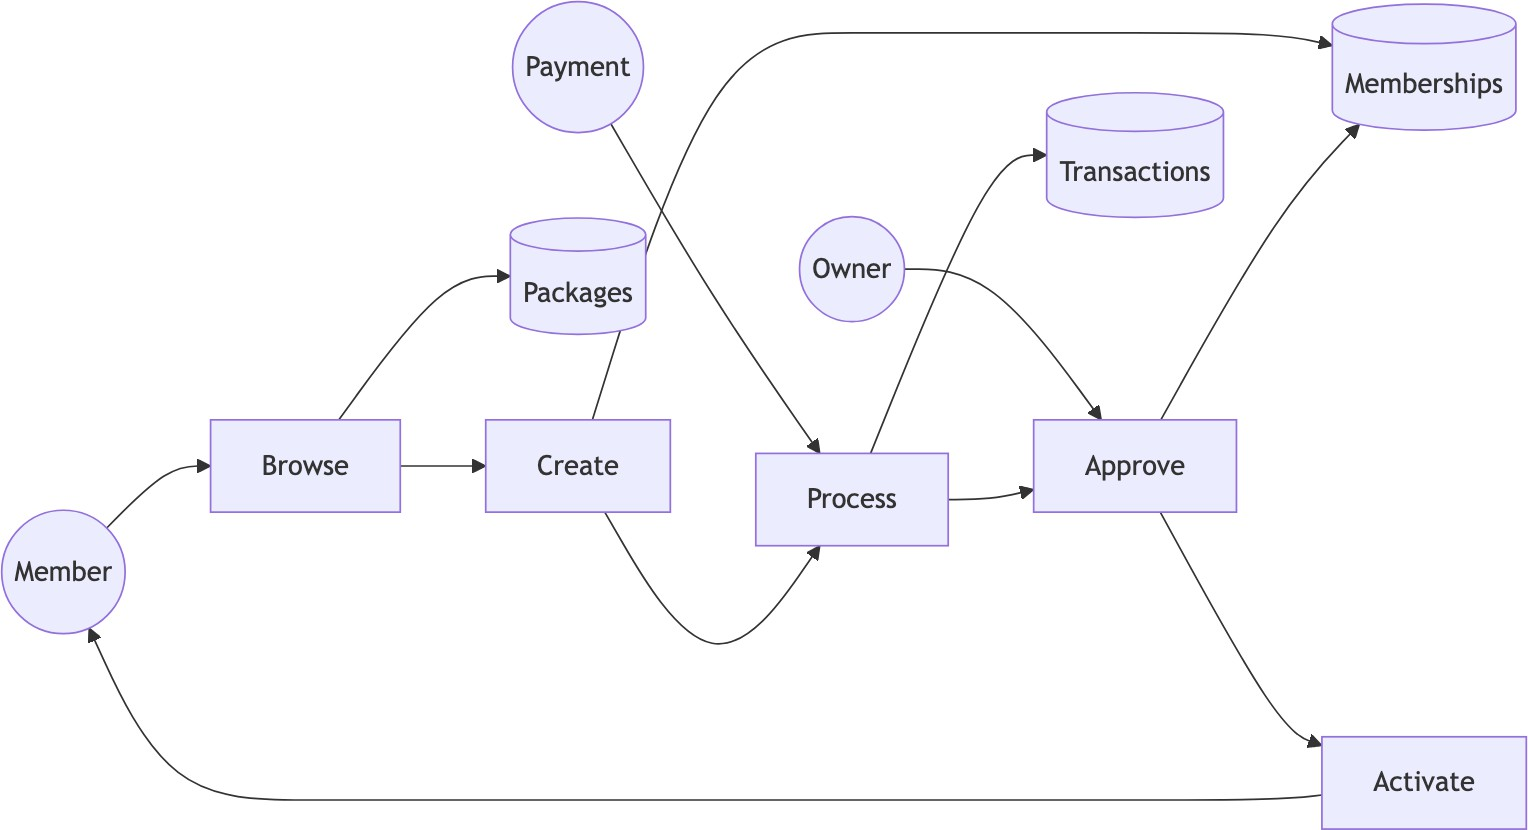 Payment
Memberships
Transactions
Owner
Packages
Browse
Create
Approve
Process
Member
Activate